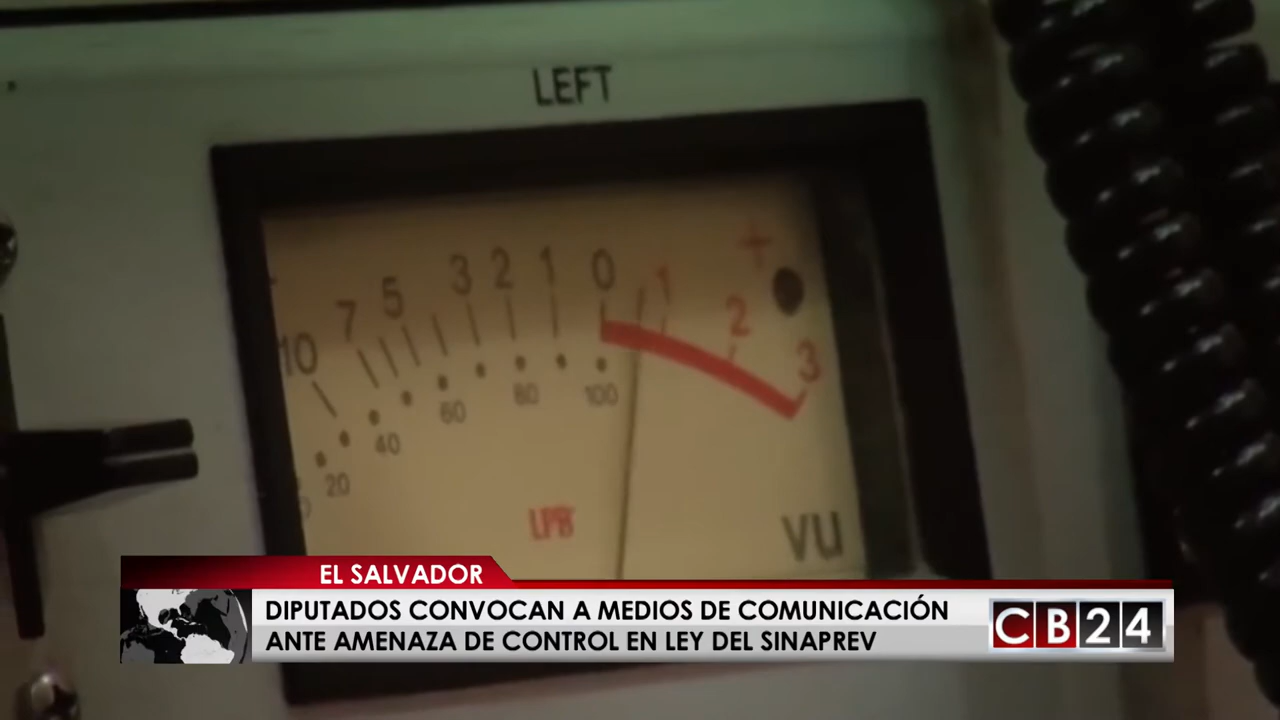 LEFT
10 7 5 3 2 1 0 1 2 3 +
20 40 60 80 100
LPB
VU
EL SALVADOR
DIPUTADOS CONVOCAN A MEDIOS DE COMUNICACIÓN
ANTE AMENAZA DE CONTROL EN LEY DEL SINAPREV
CB24